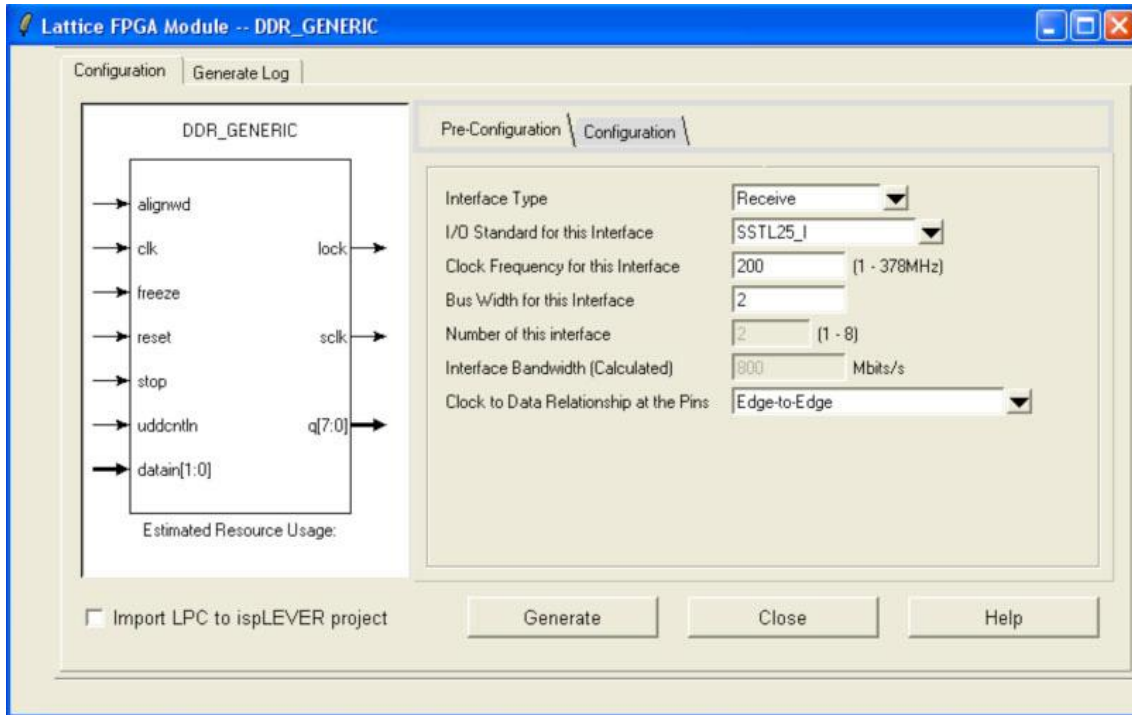 Lattice FPGA Module -- DDR_GENERIC
Configuration
Generate Log
DDR_GENERIC
alignwd
clk
lock
freeze
reset
sclk
stop
uddcntln
q[7:0]
datain[1:0]
Estimated Resource Usage:
Pre-Configuration
Configuration
Interface Type
Receive
I/O Standard for this Interface
SSTL25_I
Clock Frequency for this Interface
200
(1 - 378MHz)
Bus Width for this Interface
2
Number of this interface
2
(1 - 8)
Interface Bandwidth (Calculated)
800
Mbits/s
Clock to Data Relationship at the Pins
Edge-to-Edge
Import LPC to ispLEVER project
Generate
Close
Help